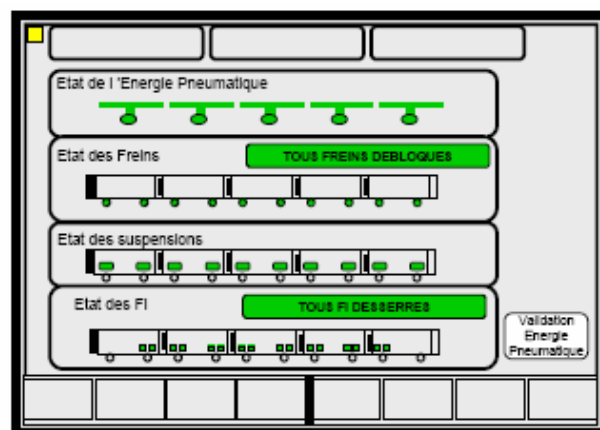 Etat de l 'Energie Pneumatique
Etat des Freins
TOUS FREINS DEBLOQUES
Etat des suspensions
Etat des FI
TOUS FI DESSERRES
Validation
Energie
Pneumatique